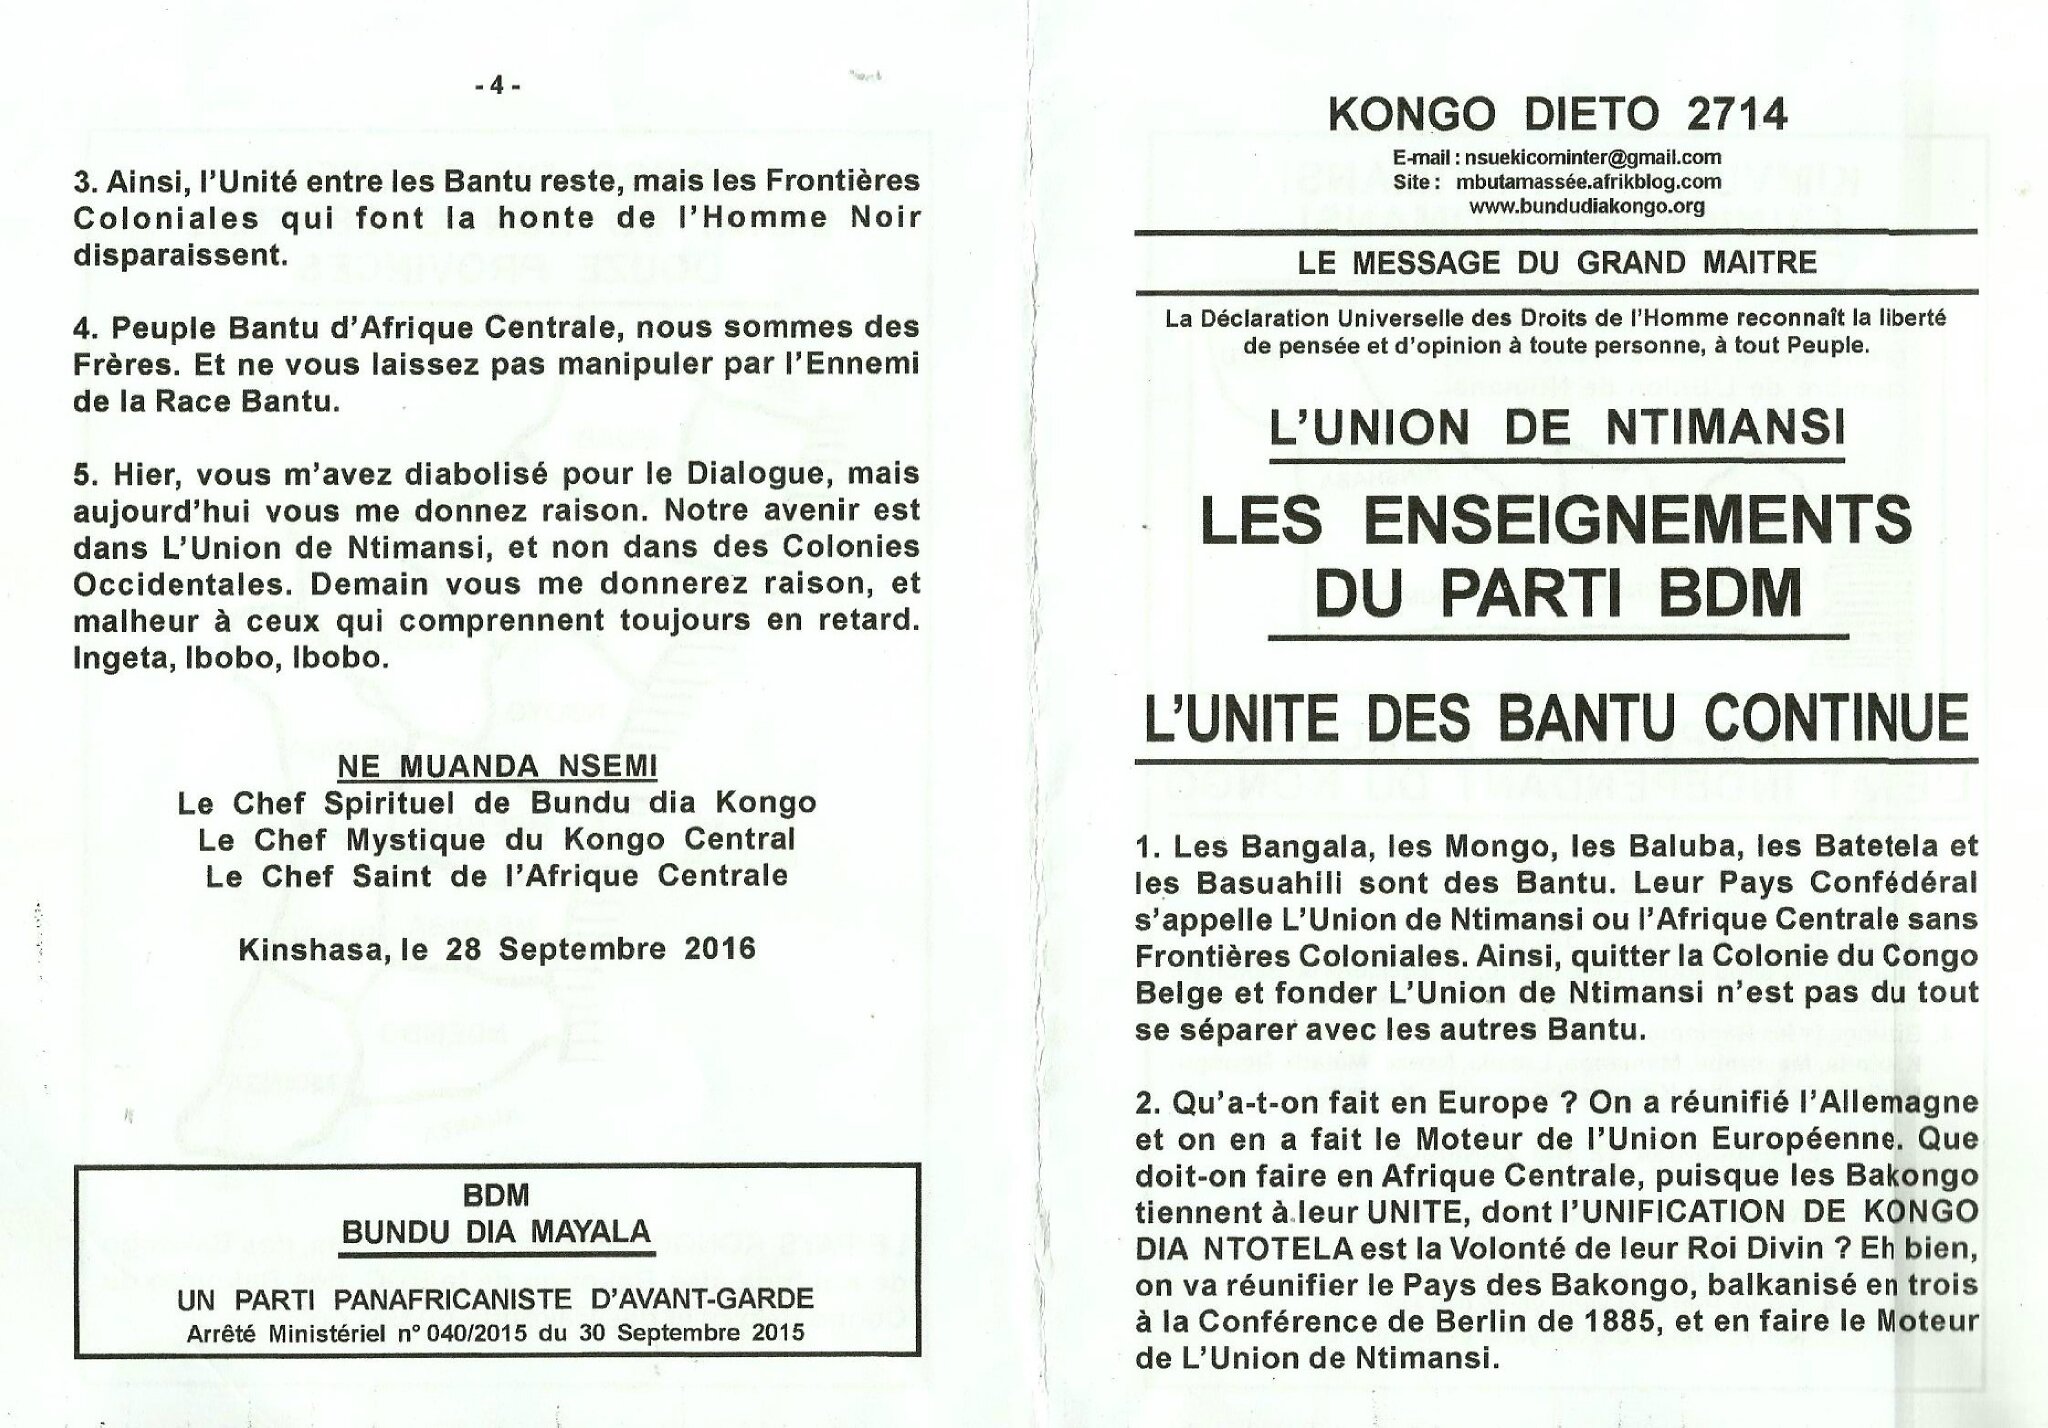 - 4 -
3. Ainsi, l'Unité entre les Bantu reste, mais les Frontières
Coloniales qui font la honte de l'Homme Noir
disparaissent.
4. Peuple Bantu d'Afrique Centrale, nous sommes des
Frères. Et ne vous laissez pas manipuler par l'Ennemi
de la Race Bantu.
5. Hier, vous m'avez diabolisé pour le Dialogue, mais
aujourd'hui vous me donnez raison. Notre avenir est
dans L'Union de Ntimansi, et non dans des Colonies
Occidentales. Demain vous me donnerez raison, et
malheur à ceux qui comprennent toujours en retard.
Ingeta, Ibobo, Ibobo.
NE MUANDA NSEMI
Le Chef Spirituel de Bundu dia Kongo
Le Chef Mystique du Kongo Central
Le Chef Saint de l'Afrique Centrale
Kinshasa, le 28 Septembre 2016
BDM
BUNDU DIA MAYALA
UN PARTI PANAFRICANISTE D'AVANT-GARDE
Arrêté Ministériel n° 040/2015 du 30 Septembre 2015
KONGO DIETO 2714
E-mail : nsuekicominter@gmail.com
Site : mbutamassée.afrikblog.com
www.bundudiakongo.org
LE MESSAGE DU GRAND MAITRE
La Déclaration Universelle des Droits de l'Homme reconnaît la liberté
de pensée et d'opinion à toute personne, à tout Peuple.
L'UNION DE NTIMANSI
LES ENSEIGNEMENTS
DU PARTI BDM
L'UNITE DES BANTU CONTINUE
1. Les Bangala, les Mongo, les Baluba, les Batetela et
les Basuahili sont des Bantu. Leur Pays Confédéral
s'appelle L'Union de Ntimansi ou l'Afrique Centrale sans
Frontières Coloniales. Ainsi, quitter la Colonie du Congo
Belge et fonder L'Union de Ntimansi n'est pas du tout
se séparer avec les autres Bantu.
2. Qu'a-t-on fait en Europe ? On a réunifié l'Allemagne
et on en a fait le Moteur de l'Union Européenne. Que
doit-on faire en Afrique Centrale, puisque les Bakongo
tiennent à leur UNITE, dont l'UNIFICATION DE KONGO
DIA NTOTELA est la Volonté de leur Roi Divin ? Eh bien,
on va réunifier le Pays des Bakongo, balkanisé en trois
à la Conférence de Berlin de 1885, et en faire le Moteur
de L'Union de Ntimansi.